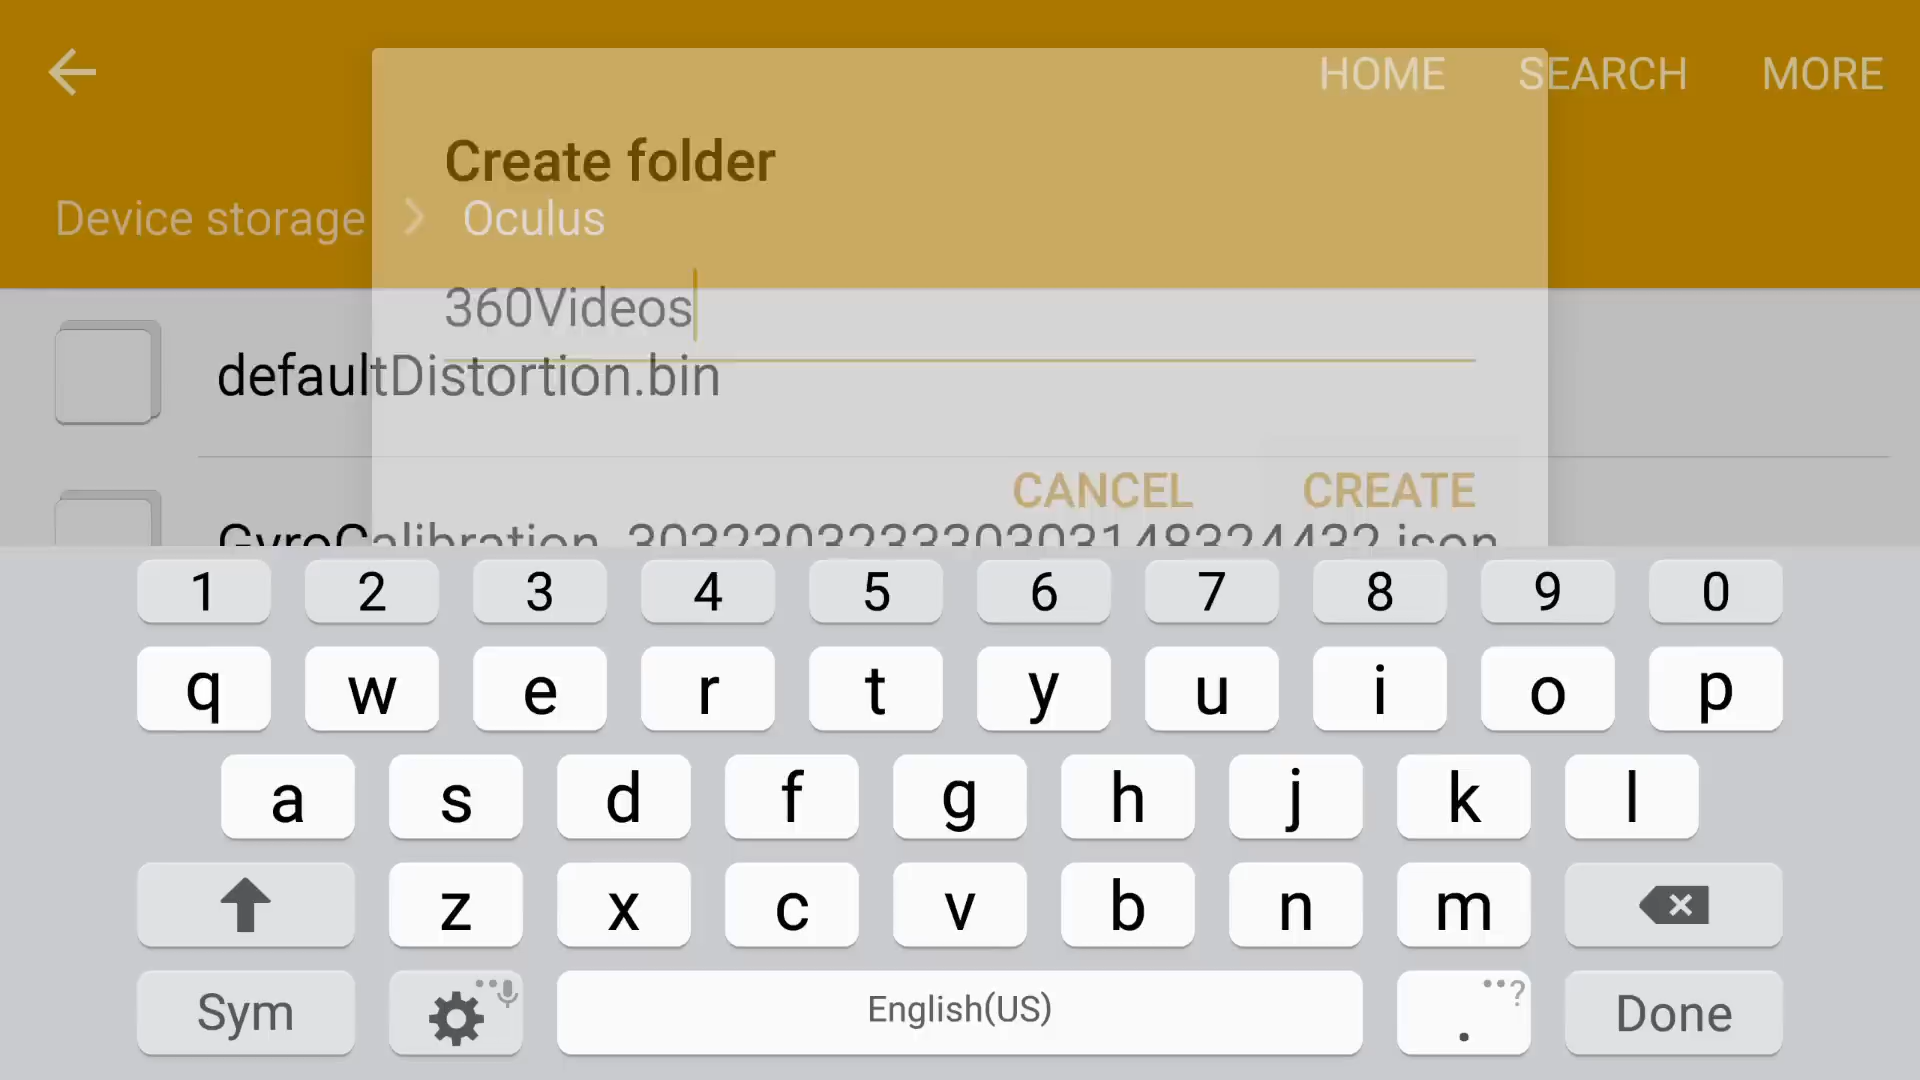 HOME SEARCH MORE
Create folder
Device storage > Oculus
360Videos
defaultDistortion.bin
CANCEL CREATE
1 2 3 4 5 6 7 8 9 0
q w e r t y u i o p
a s d f g h j k l
z x c v b n m
Sym English(US) . ? Done